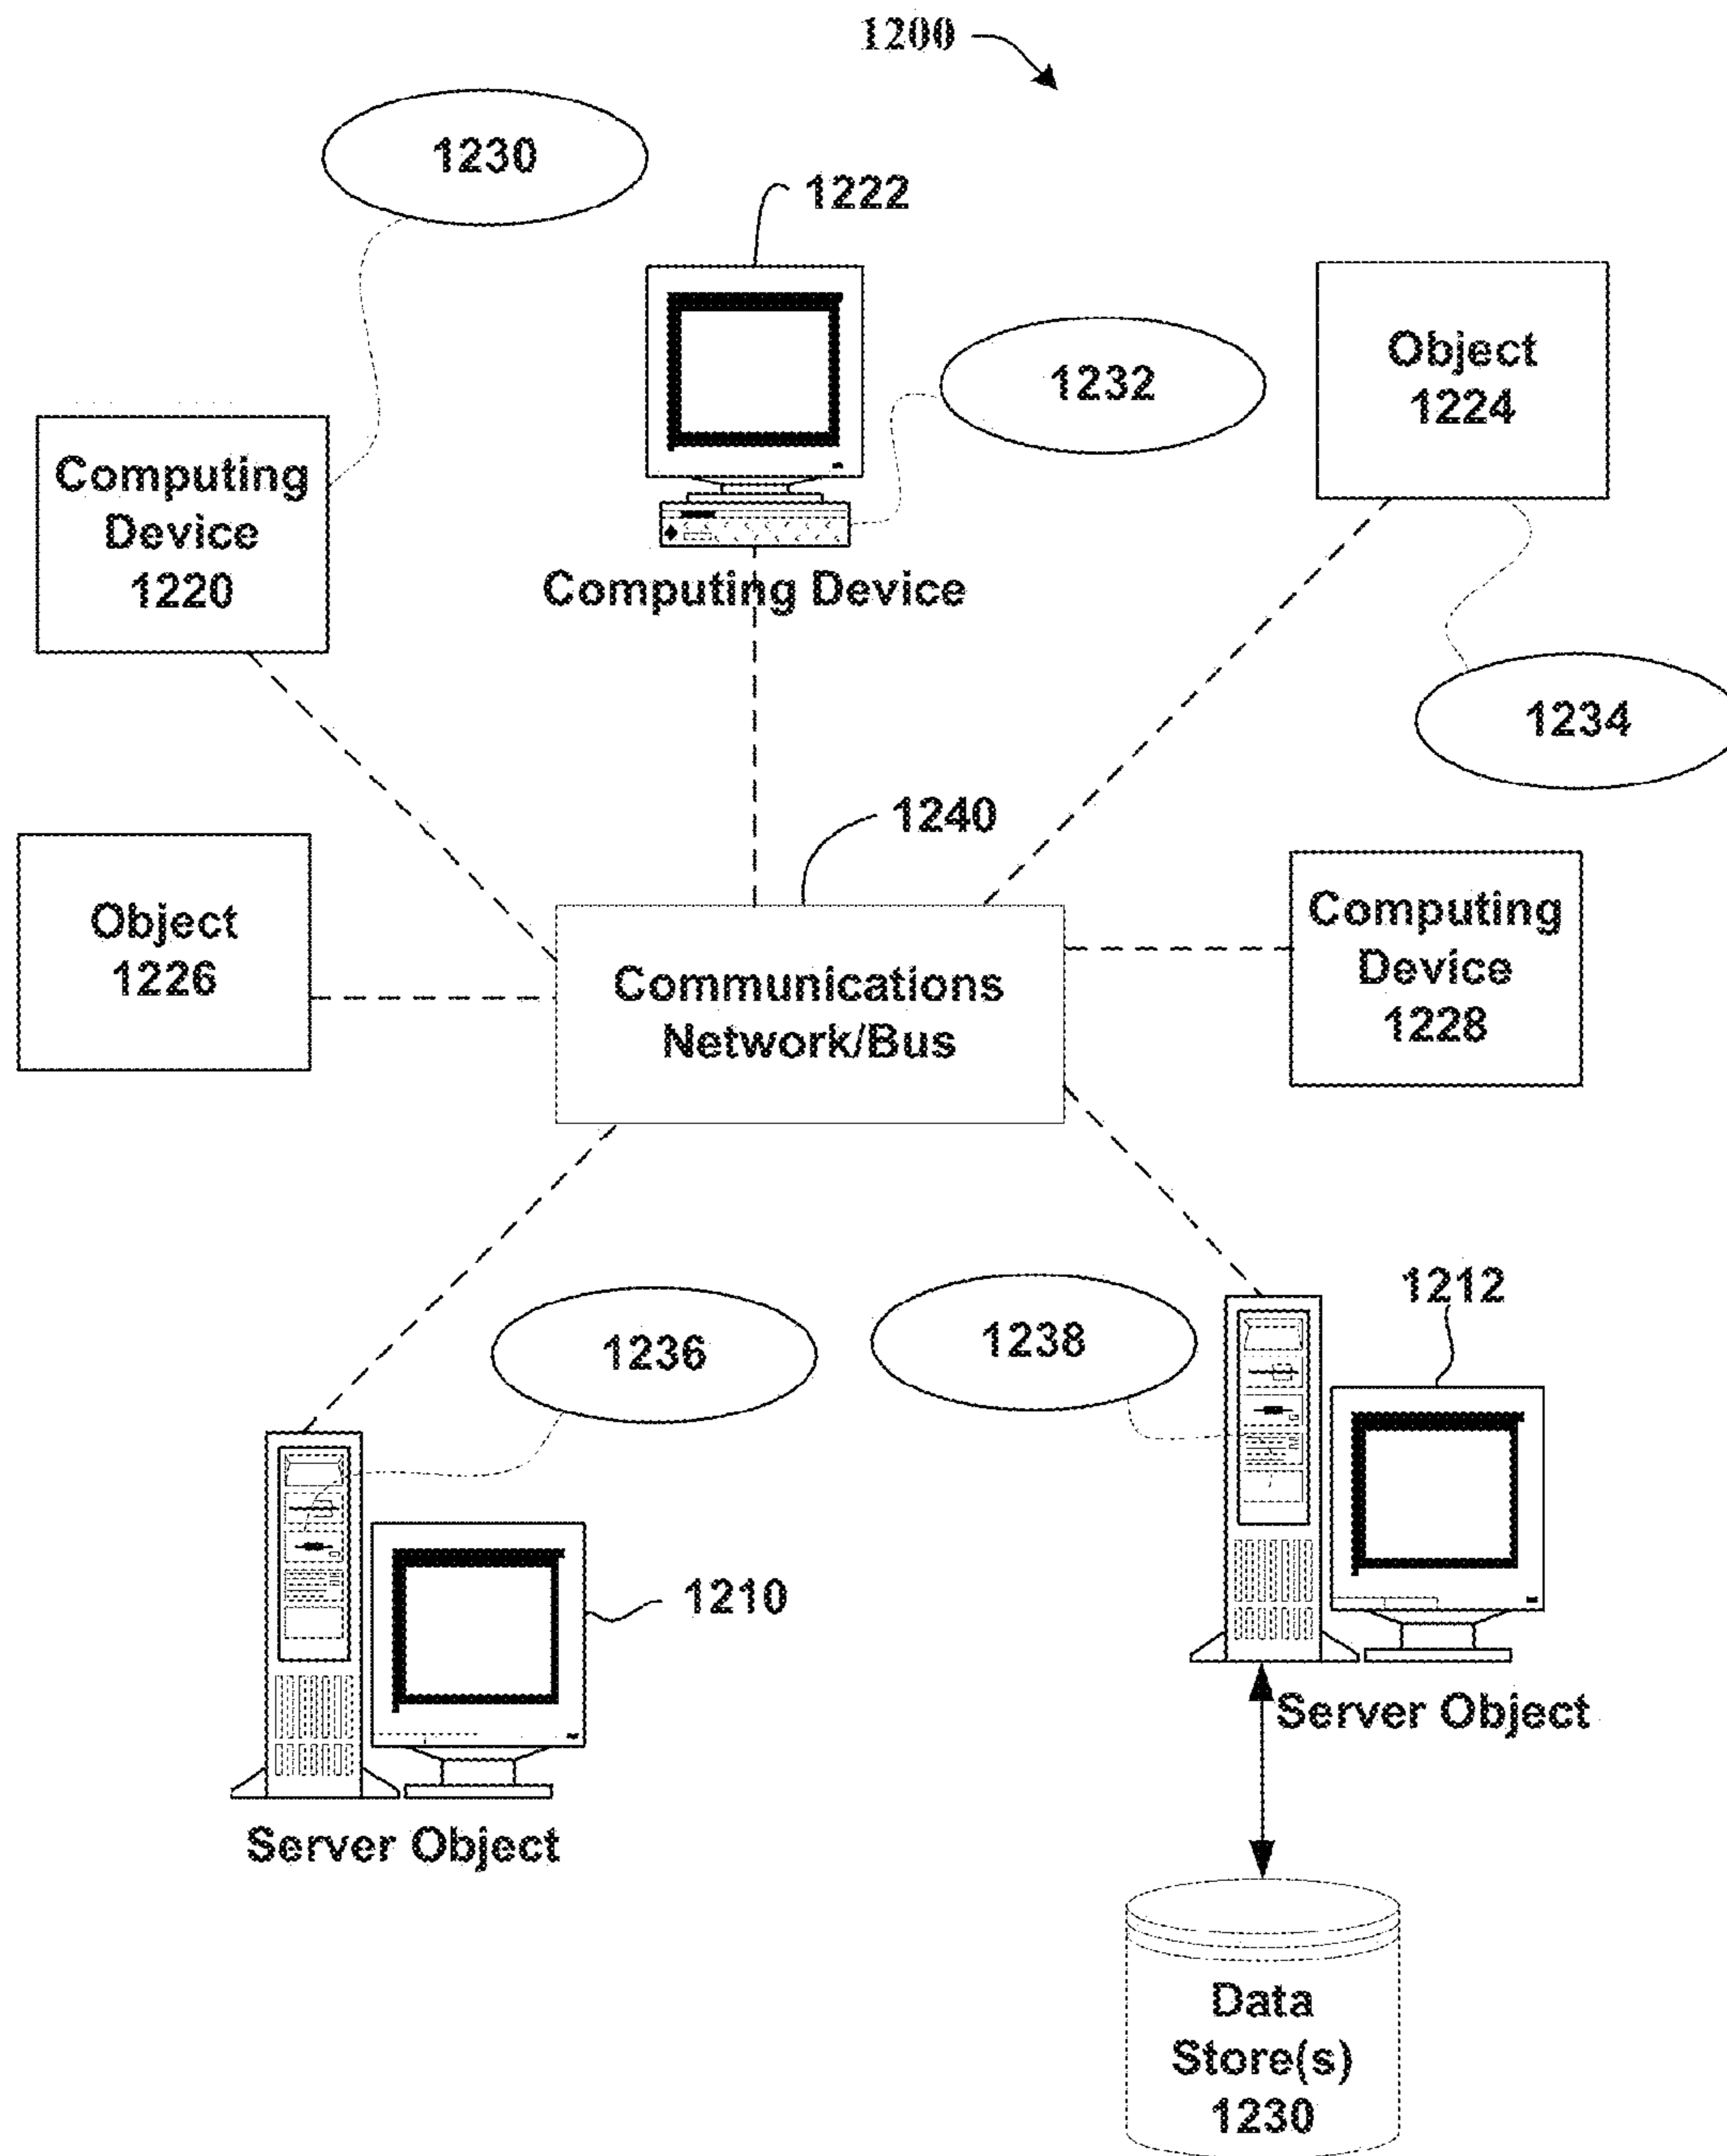 1200
1230
1222
Object
1224
1232
Computing
Device
1220
Computing Device
1234
1240
Object
1226
Computing
Device
1228
Communications
Network/Bus
1236
1238
1212
1210
Server Object
Server Object
Data
Store(s)
1230